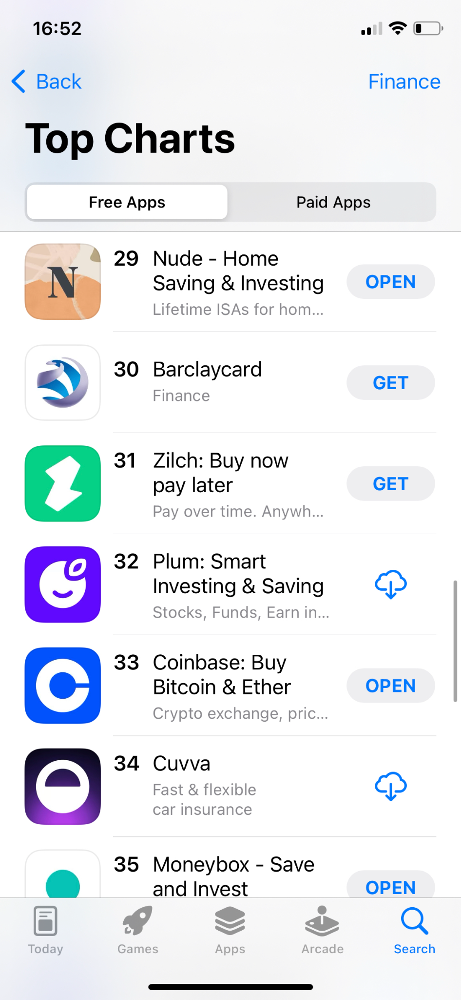 16:52
Back
Finance
Top Charts
Free Apps
Paid Apps
N
29 Nude - Home
Saving & Investing
Lifetime ISAs for hom...
OPEN
30 Barclaycard
Finance
GET
31 Zilch: Buy now
pay later
Pay over time. Anywh...
GET
32 Plum: Smart
Investing & Saving
Stocks, Funds, Earn in...
33 Coinbase: Buy
Bitcoin & Ether
Crypto exchange, pric...
OPEN
34 Cuvva
Fast & flexible
car insurance
35 Moneybox - Save
and Invest
OPEN
Today
Games
Apps
Arcade
Search